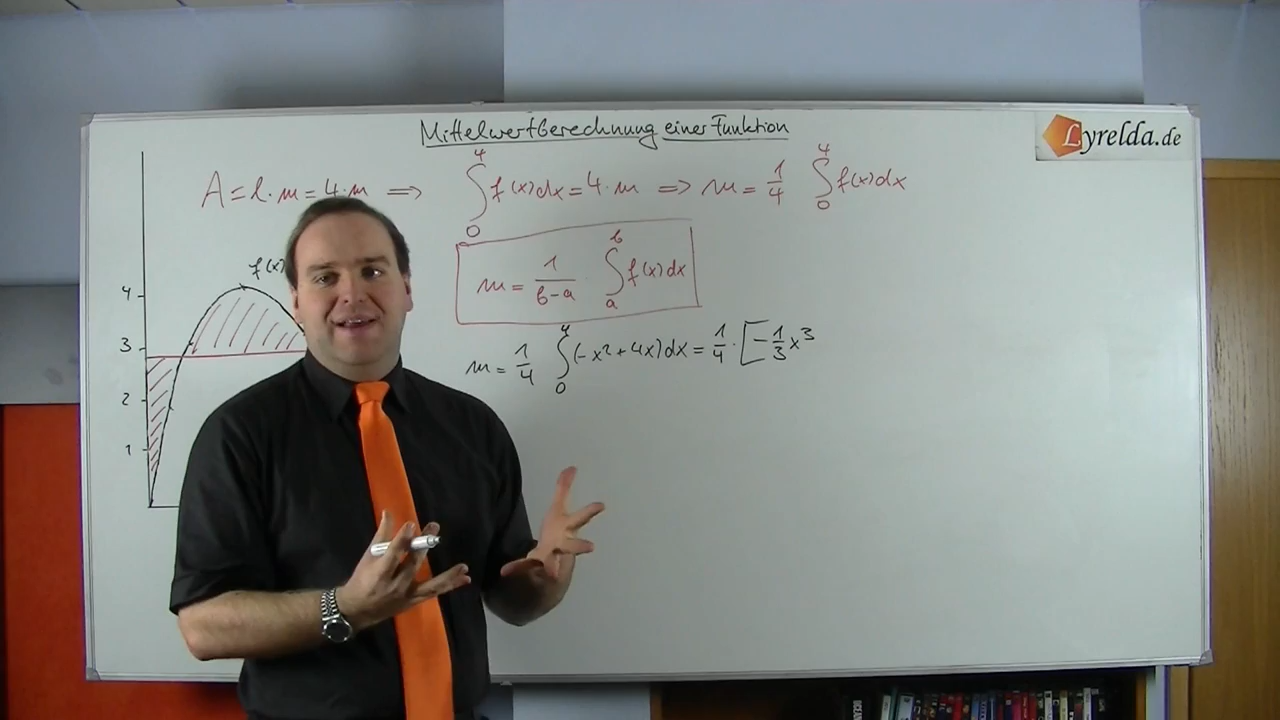 Mittelwertberechnung einer Funktion
Lyrelda.de
A = l · m = 4 · m ⇒ ∫₀⁴ f(x)dx = 4 · m ⇒ m = 1/4 ∫₀⁴ f(x)dx
m = 1/(b-a) · ∫ₐᵇ f(x)dx
f(x)
4
3
2
1
m = 1/4 ∫₀⁴ (-x²+4x)dx = 1/4 · [-1/3 x³